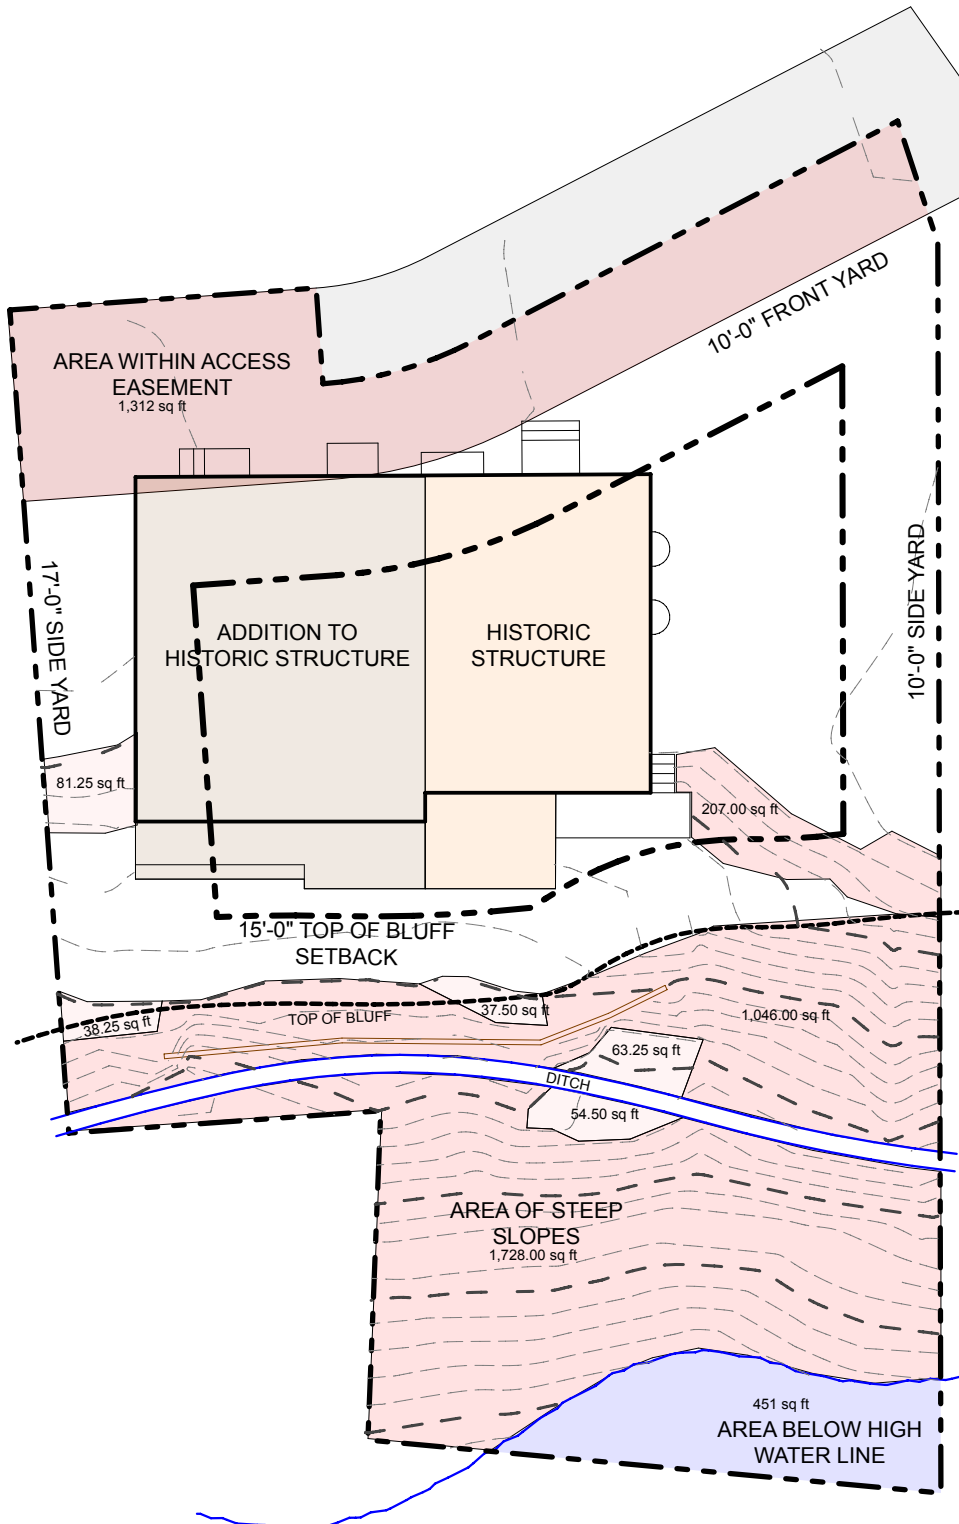 10'-0" FRONT YARD
AREA WITHIN ACCESS
EASEMENT
1,312 sq ft
17'-0" SIDE YARD
ADDITION TO
HISTORIC STRUCTURE
HISTORIC
STRUCTURE
10'-0" SIDE YARD
81.25 sq ft
207.00 sq ft
15'-0" TOP OF BLUFF
SETBACK
38.25 sq ft
TOP OF BLUFF
37.50 sq ft
1,046.00 sq ft
63.25 sq ft
DITCH
54.50 sq ft
AREA OF STEEP
SLOPES
1,728.00 sq ft
451 sq ft
AREA BELOW HIGH
WATER LINE